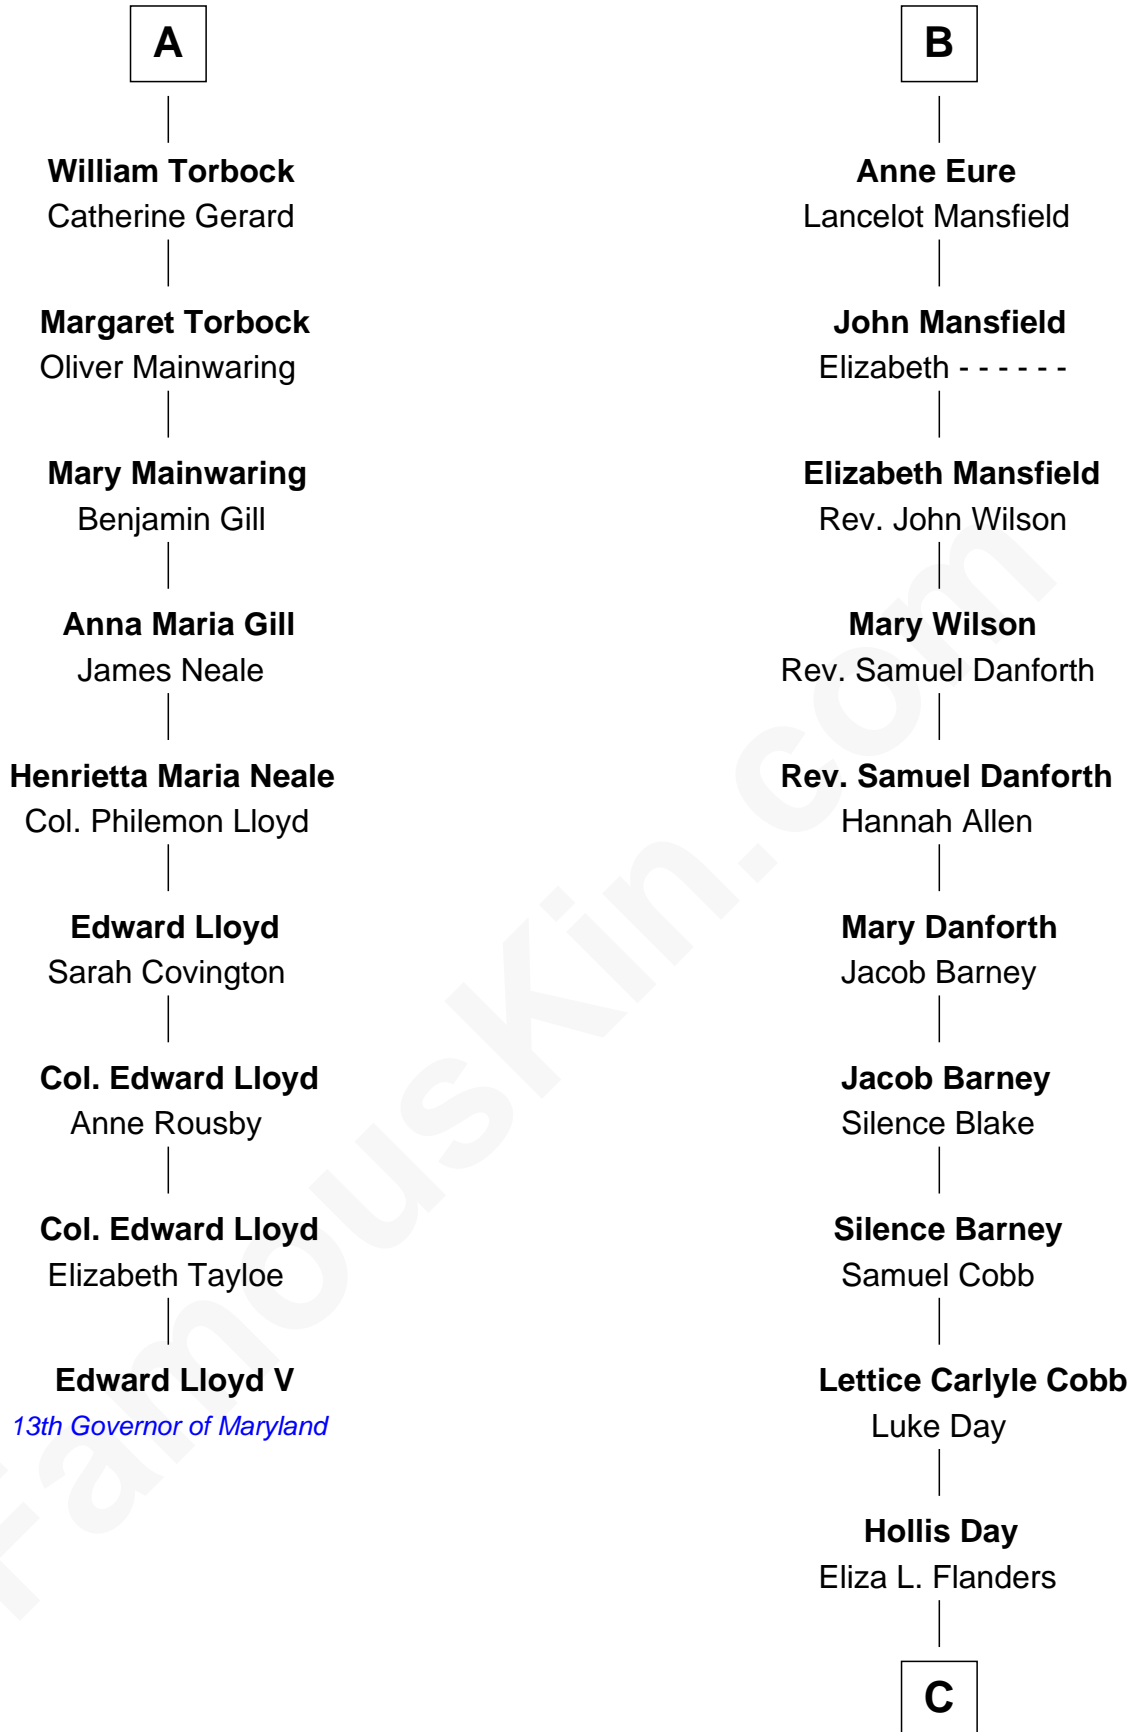 A
William Torbock
Catherine Gerard
Margaret Torbock
Oliver Mainwaring
Mary Mainwaring
Benjamin Gill
Anna Maria Gill
James Neale
Henrietta Maria Neale
Col. Philemon Lloyd
Edward Lloyd
Sarah Covington
Col. Edward Lloyd
Anne Rousby
Col. Edward Lloyd
Elizabeth Tayloe
Edward Lloyd V
13th Governor of Maryland
B
Anne Eure
Lancelot Mansfield
John Mansfield
Elizabeth - - - - - -
Elizabeth Mansfield
Rev. John Wilson
Mary Wilson
Rev. Samuel Danforth
Rev. Samuel Danforth
Hannah Allen
Mary Danforth
Jacob Barney
Jacob Barney
Silence Blake
Silence Barney
Samuel Cobb
Lettice Carlyle Cobb
Luke Day
Hollis Day
Eliza L. Flanders
C
FamousKin.com